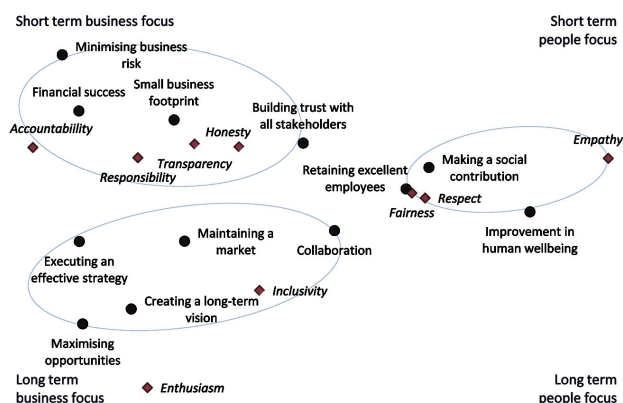 Short term business focus
Short term
people focus
Minimising business
risk
Financial success
Small business
footprint
Accountability
Honesty
Building trust with
all stakeholders
Transparency
Responsibility
Empathy
Making a social
contribution
Retaining excellent
employees
Respect
Fairness
Improvement in
human wellbeing
Maintaining a
market
Collaboration
Executing an
effective strategy
Inclusivity
Creating a long-term
vision
Maximising
opportunities
Long term
business focus
Enthusiasm
Long term
people focus